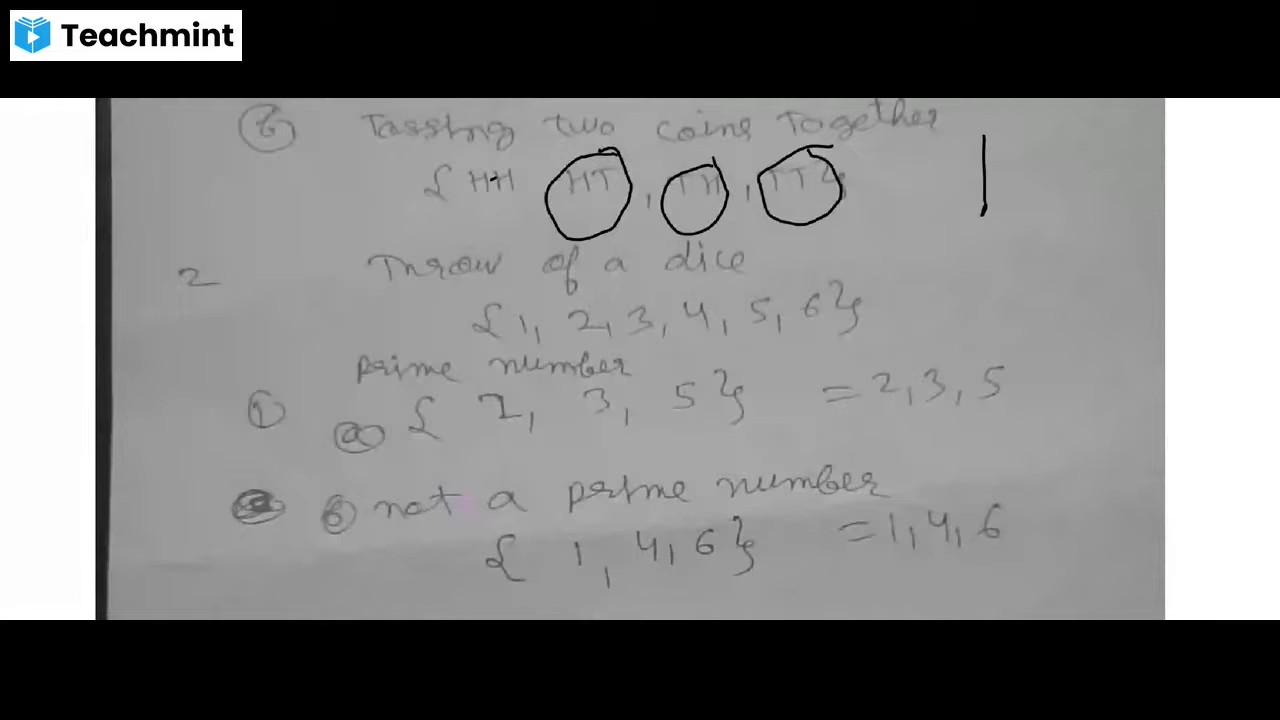 Teachmint
6 Tassing two coins Together
{ HH HT, TH, TT}
2 Throw of a dice
{1, 2, 3, 4, 5, 6}
prime number
1 a { 2, 3, 5} = 2, 3, 5
b not a prime number
{ 1, 4, 6} = 1, 4, 6